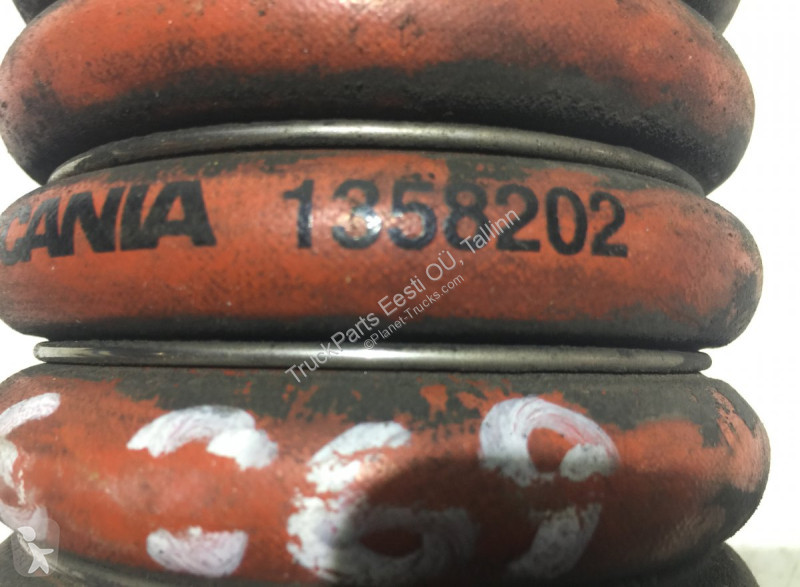 CANIA 1358202
TruckParts Eesti OÜ, Tallinn
©Planet-Trucks.com